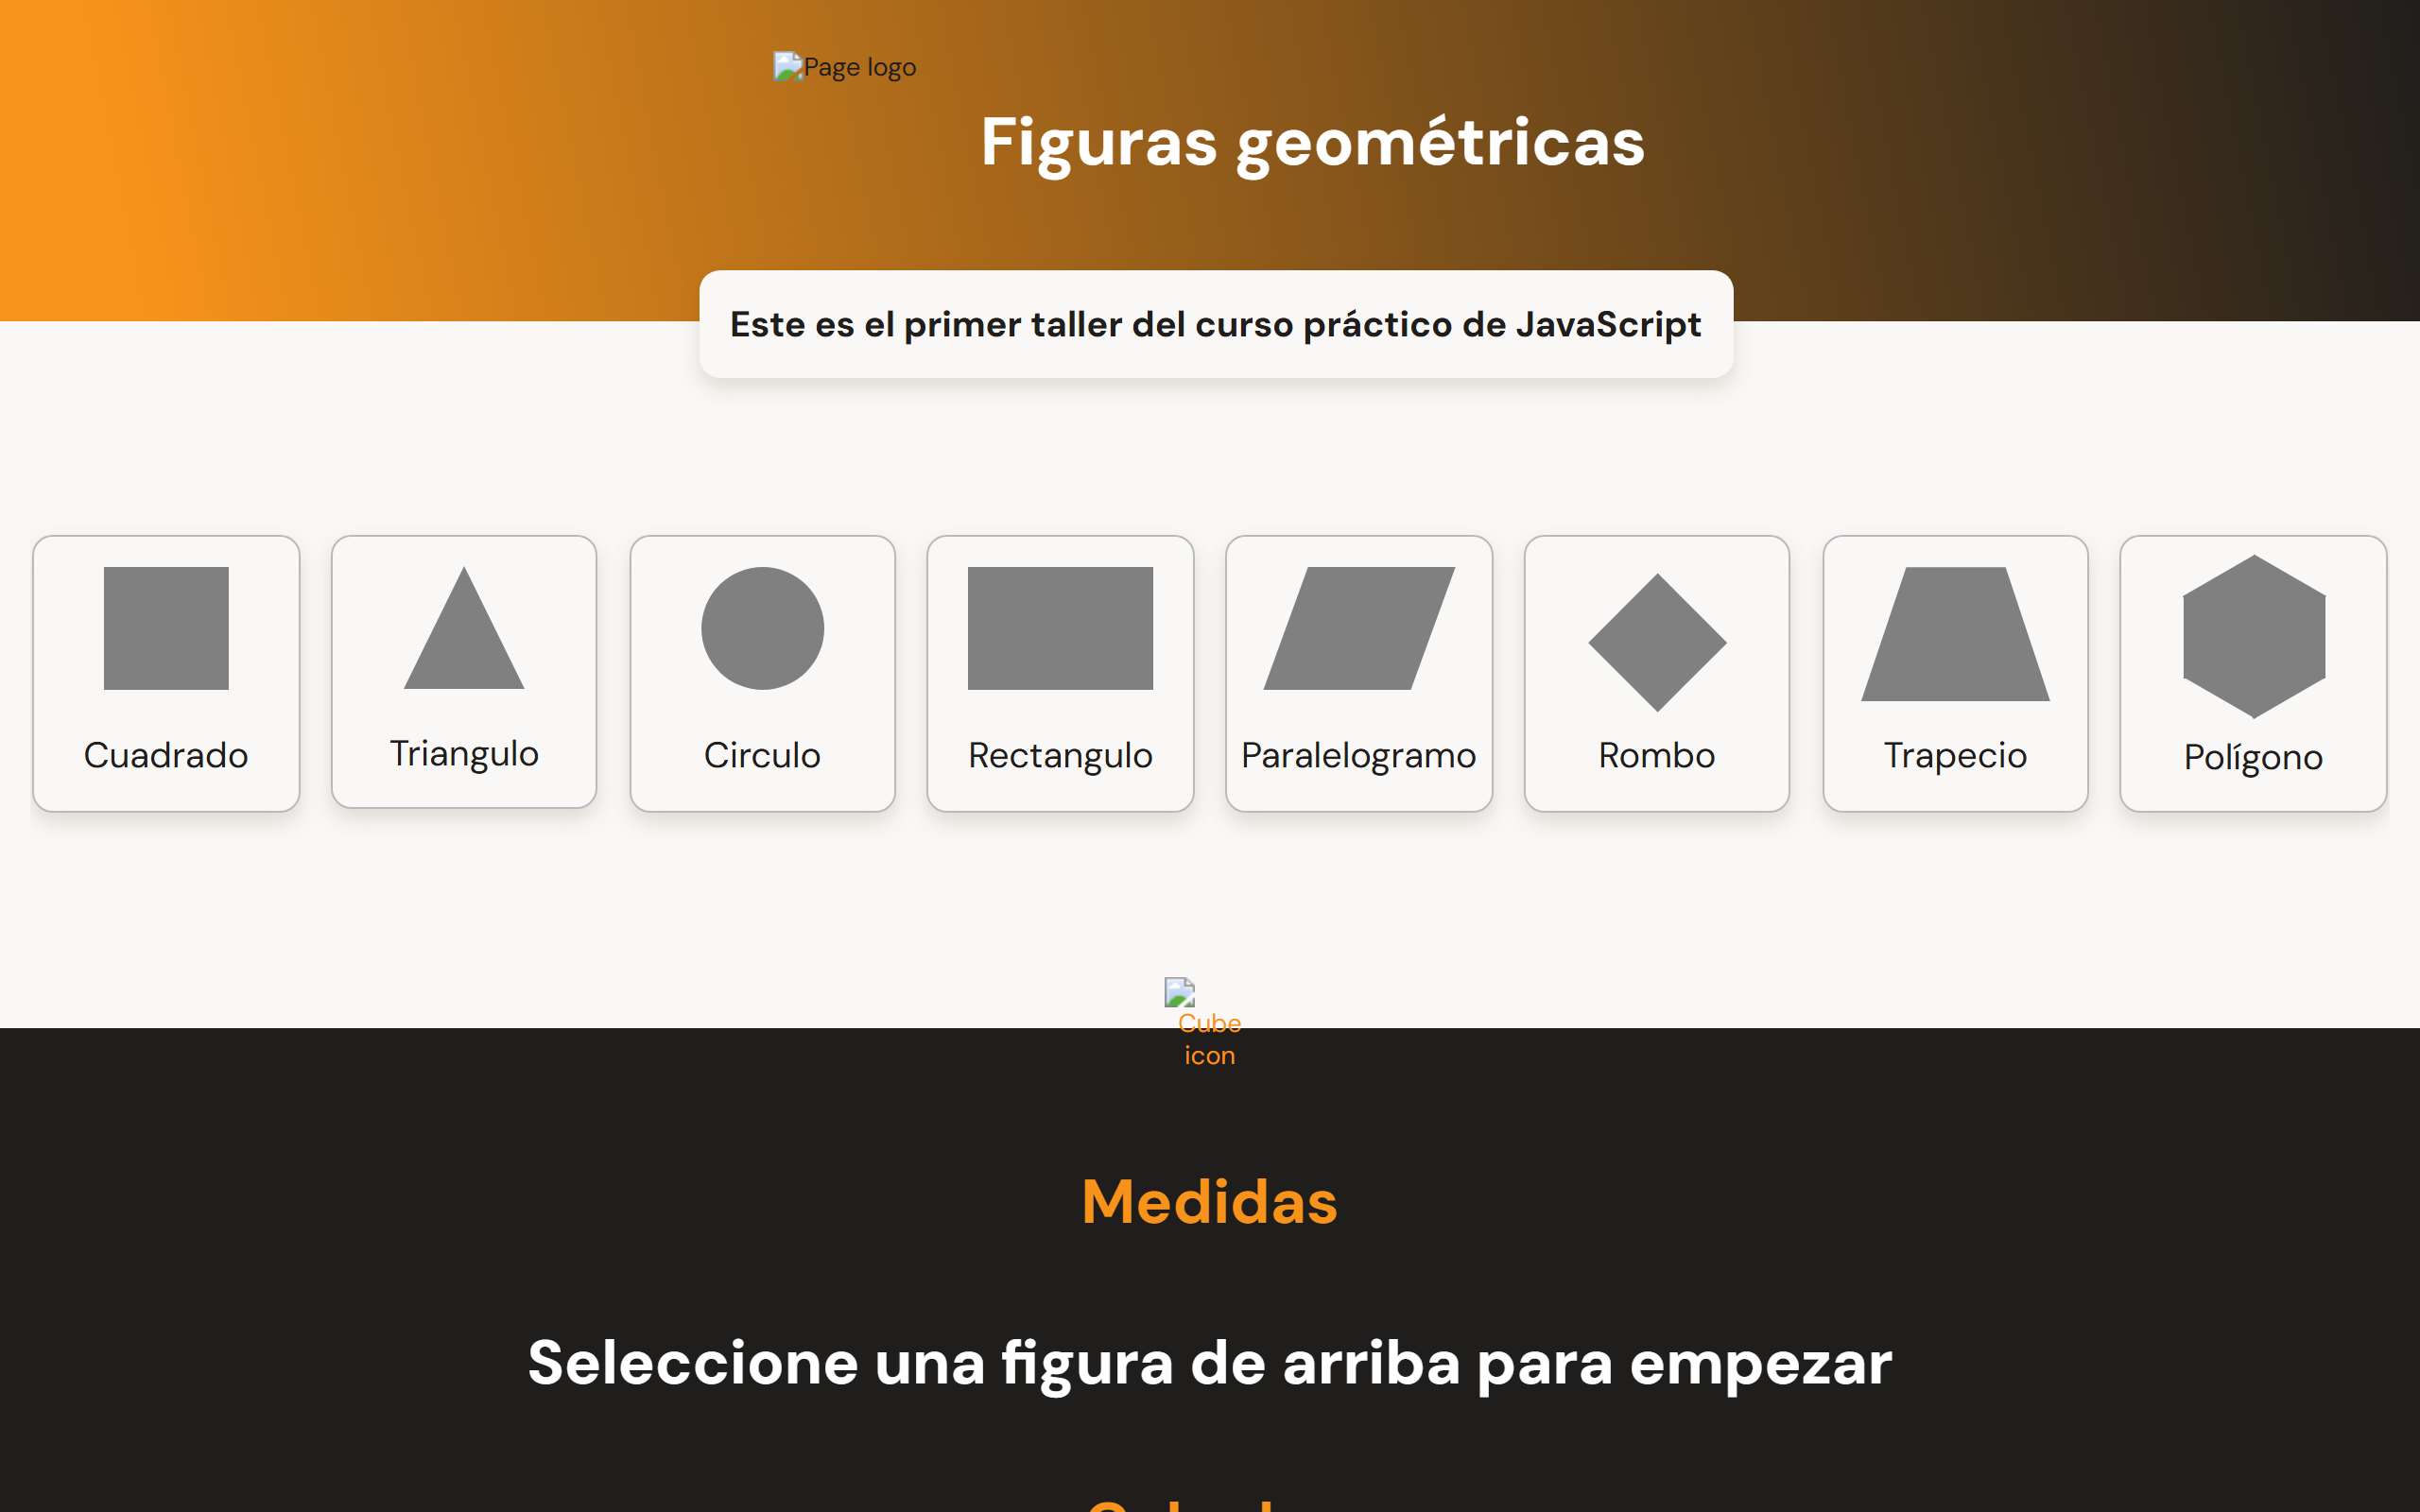 Page logo
Figuras geométricas
Este es el primer taller del curso práctico de JavaScript
Cuadrado
Triangulo
Circulo
Rectangulo
Paralelogramo
Rombo
Trapecio
Polígono
Cube
icon
Medidas
Seleccione una figura de arriba para empezar